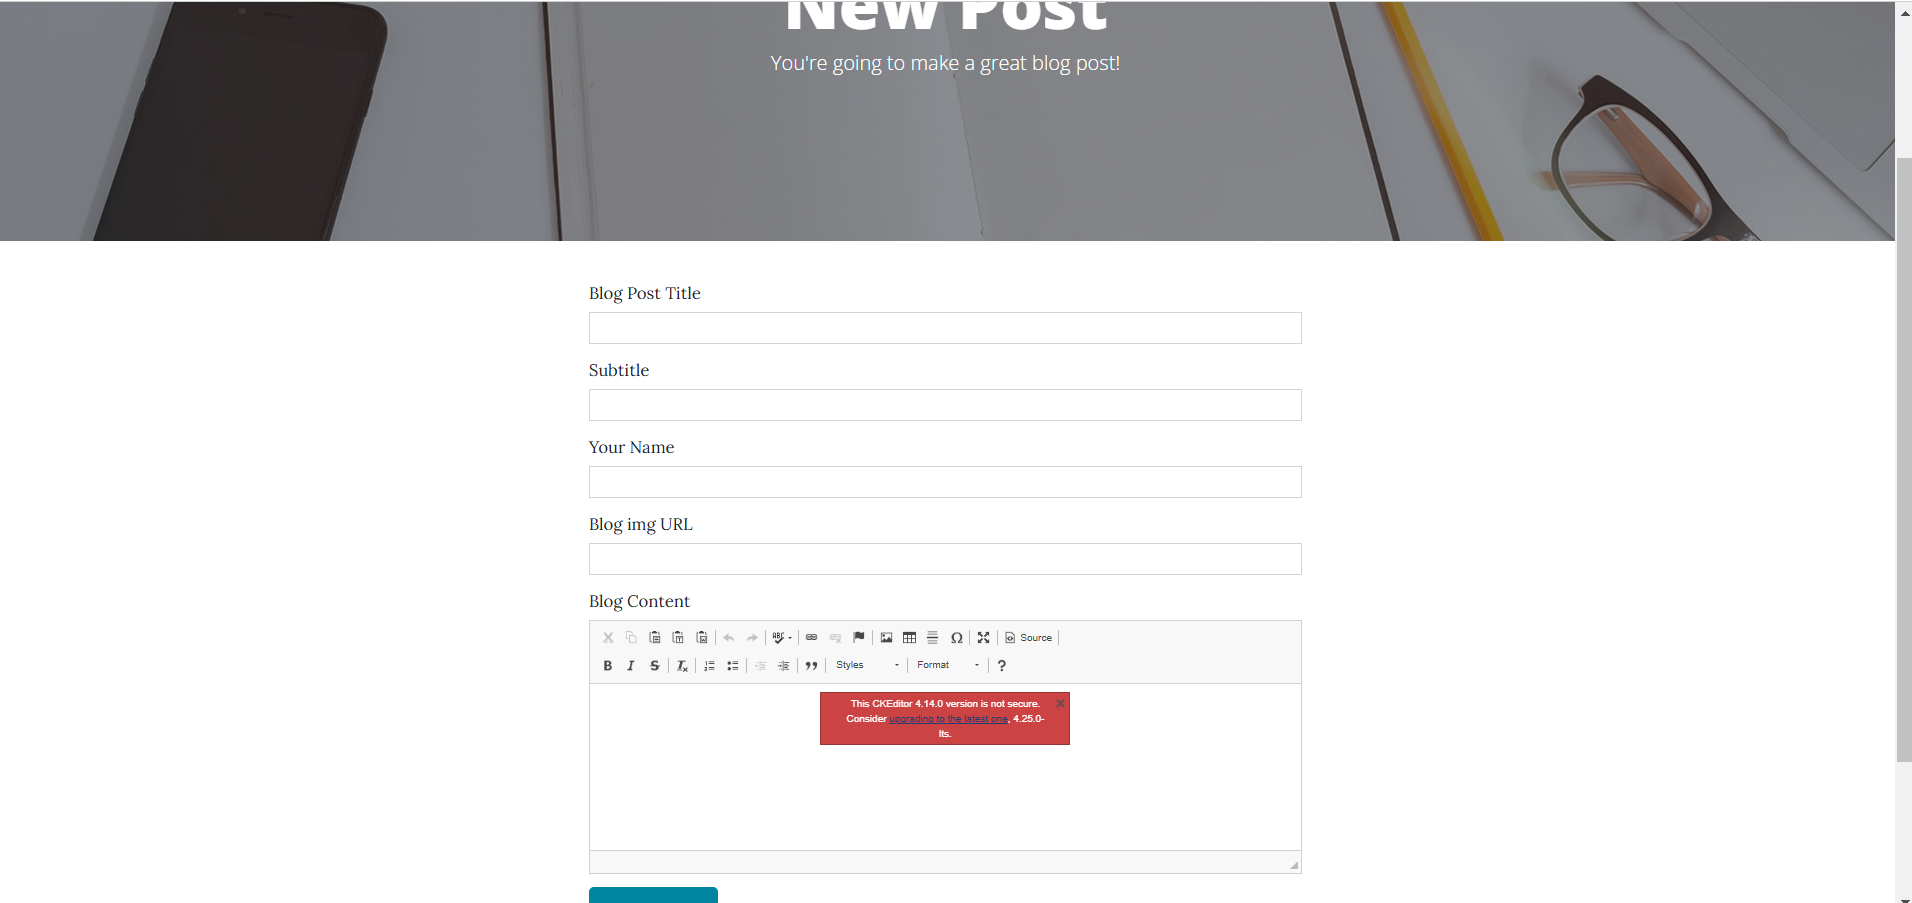 New Post
You're going to make a great blog post!
Blog Post Title
Subtitle
Your Name
Blog img URL
Blog Content
ABC Source
B I S Tx Styles Format ?
This CKEditor 4.14.0 version is not secure.
Consider upgrading to the latest one, 4.25.0-
lts.